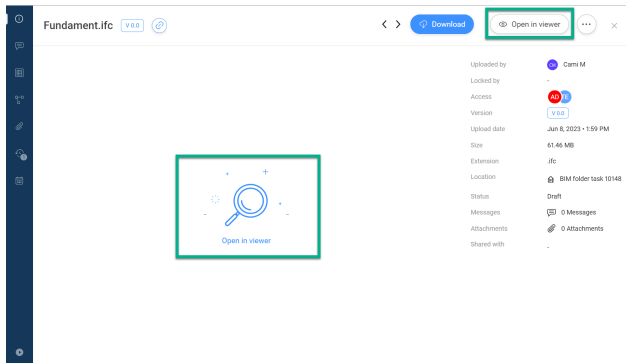 Fundament.ifc V 0.0 Download Open in viewer
Uploaded by CM Cami M
Locked by -
Access AD TE
Version V 0.0
Upload date Jun 8, 2023 • 1:59 PM
Size 61.46 MB
Extension .ifc
Location BIM folder task 10148
Status Draft
Messages 0 Messages
Attachments 0 Attachments
Shared with -
Open in viewer